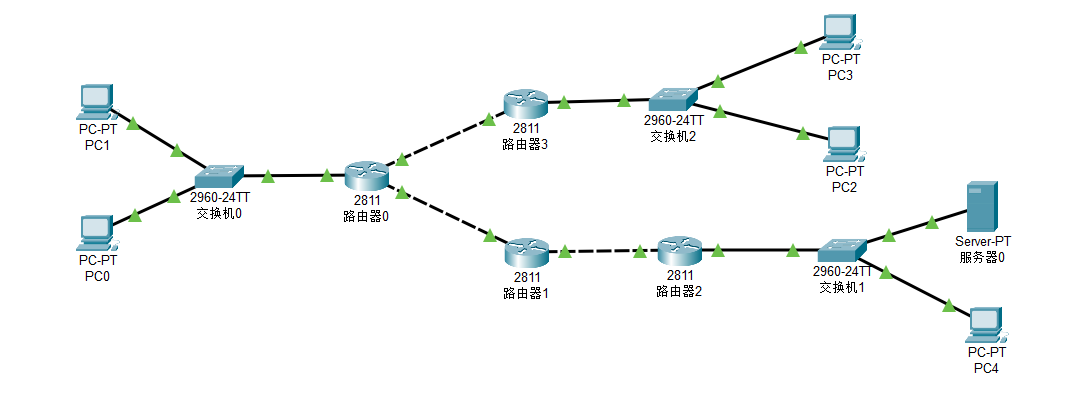 PC-PT
PC3
2811
路由器3
2960-24TT
交换机2
PC-PT
PC1
PC-PT
PC2
2960-24TT
交换机0
2811
路由器0
PC-PT
PC0
Server-PT
服务器0
2811
路由器1
2811
路由器2
2960-24TT
交换机1
PC-PT
PC4